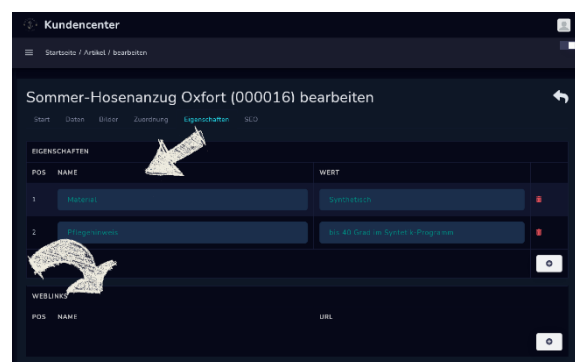 Kundencenter
Startseite / Artikel / bearbeiten
Sommer-Hosenanzug Oxfort (000016) bearbeiten
Start Daten Bilder Zuordnung Eigenschaften SEO
EIGENSCHAFTEN
POS NAME WERT
1 Material Synthetisch
2 Pflegehinweis bis 40 Grad im Syntetik-Programm
WEBLINKS
POS NAME URL